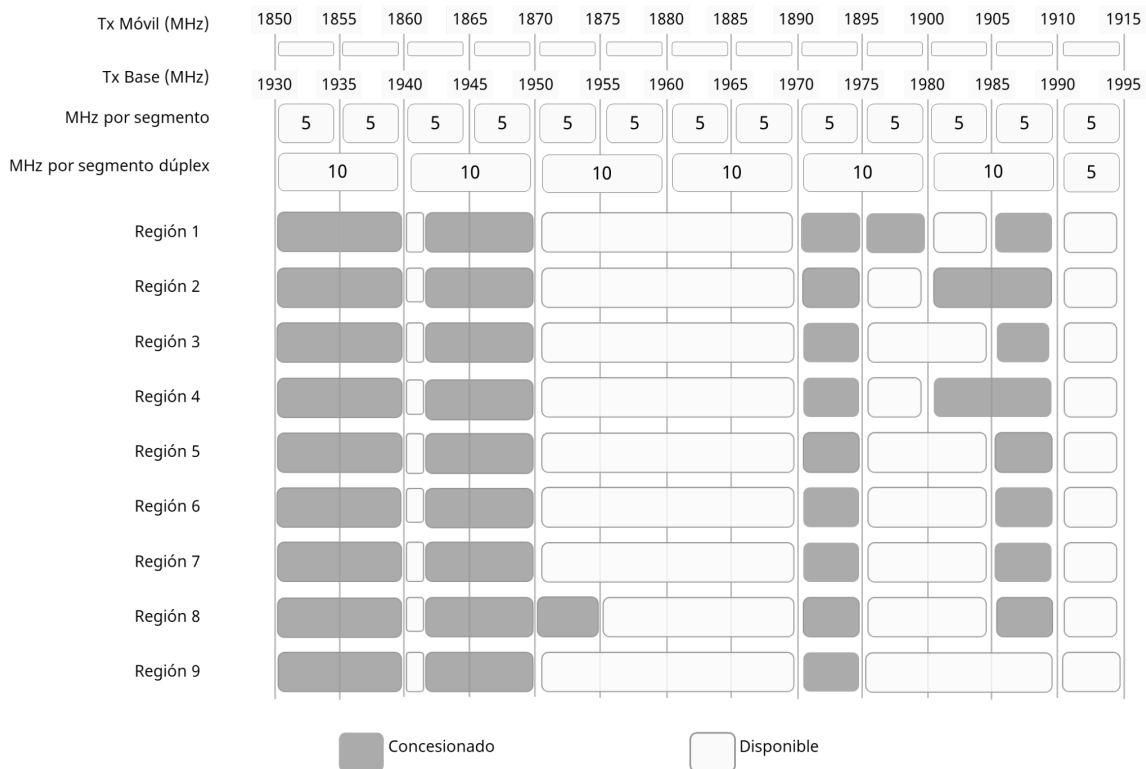 Tx Móvil (MHz) 1850 1855 1860 1865 1870 1875 1880 1885 1890 1895 1900 1905 1910 1915
Tx Base (MHz) 1930 1935 1940 1945 1950 1955 1960 1965 1970 1975 1980 1985 1990 1995
MHz por segmento 5 5 5 5 5 5 5 5 5 5 5 5 5
MHz por segmento dúplex 10 10 10 10 10 10 5
Región 1
Región 2
Región 3
Región 4
Región 5
Región 6
Región 7
Región 8
Región 9
Concesionado Disponible